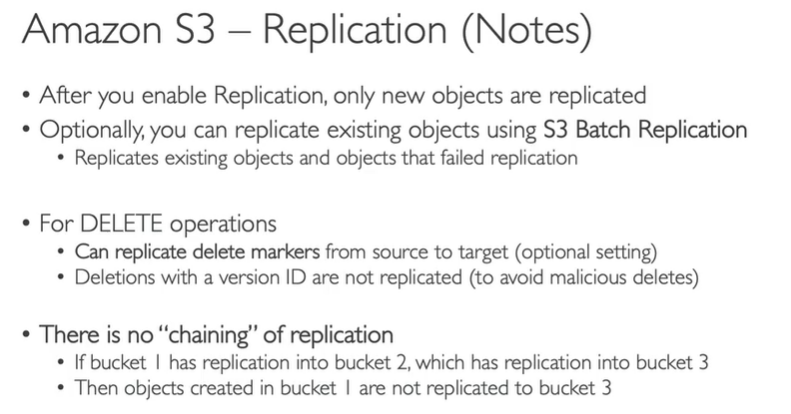 Amazon S3 – Replication (Notes)
• After you enable Replication, only new objects are replicated
• Optionally, you can replicate existing objects using S3 Batch Replication
• Replicates existing objects and objects that failed replication
• For DELETE operations
• Can replicate delete markers from source to target (optional setting)
• Deletions with a version ID are not replicated (to avoid malicious deletes)
• There is no “chaining” of replication
• If bucket 1 has replication into bucket 2, which has replication into bucket 3
• Then objects created in bucket 1 are not replicated to bucket 3